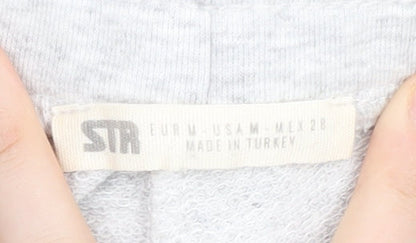 STR
EUR M - USA M - MEX 28
MADE IN TURKEY